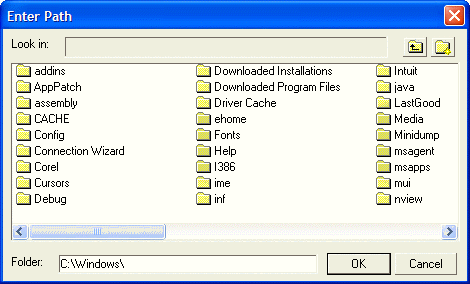 Enter Path
Look in:
addins
AppPatch
assembly
CACHE
Config
Connection Wizard
Corel
Cursors
Debug
Downloaded Installations
Downloaded Program Files
Driver Cache
ehome
Fonts
Help
I386
ime
inf
Intuit
java
LastGood
Media
Minidump
msagent
msapps
mui
nview
Folder: C:\Windows\ OK Cancel